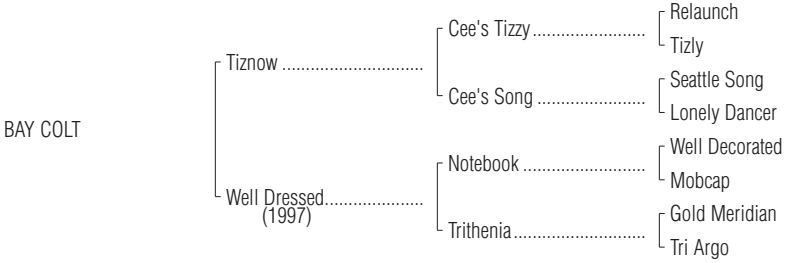 Relaunch
Cee's Tizzy..........................
Tizly
Tiznow ..............................
Seattle Song
Cee's Song ........................
Lonely Dancer
BAY COLT
Well Decorated
Notebook ...........................
Mobcap
Well Dressed.....................
(1997)
Gold Meridian
Trithenia.............................
Tri Argo